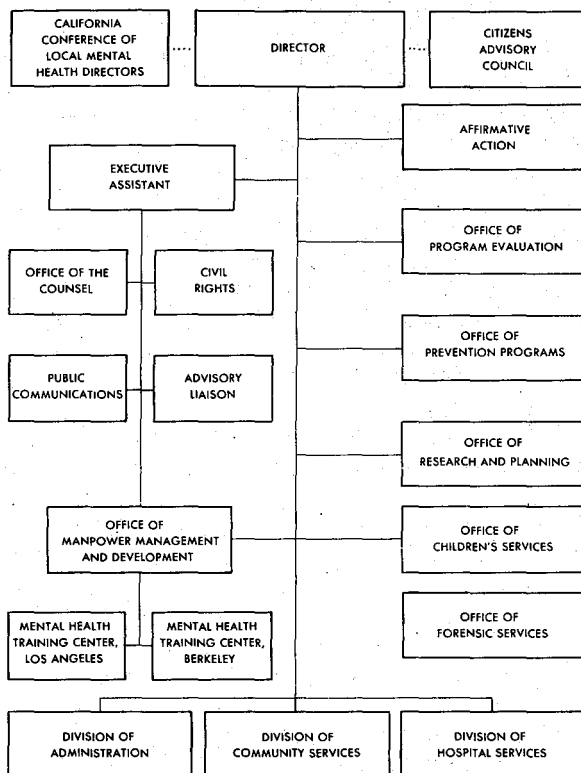 CALIFORNIA
CONFERENCE OF
LOCAL MENTAL
HEALTH DIRECTORS
DIRECTOR
CITIZENS
ADVISORY
COUNCIL
AFFIRMATIVE
ACTION
EXECUTIVE
ASSISTANT
OFFICE OF
PROGRAM EVALUATION
OFFICE OF THE
COUNSEL
CIVIL
RIGHTS
OFFICE OF
PREVENTION PROGRAMS
PUBLIC
COMMUNICATIONS
ADVISORY
LIAISON
OFFICE OF
RESEARCH AND PLANNING
OFFICE OF
MANPOWER MANAGEMENT
AND DEVELOPMENT
OFFICE OF
CHILDREN'S SERVICES
MENTAL HEALTH
TRAINING CENTER,
LOS ANGELES
MENTAL HEALTH
TRAINING CENTER,
BERKELEY
OFFICE OF
FORENSIC SERVICES
DIVISION OF
ADMINISTRATION
DIVISION OF
COMMUNITY SERVICES
DIVISION OF
HOSPITAL SERVICES